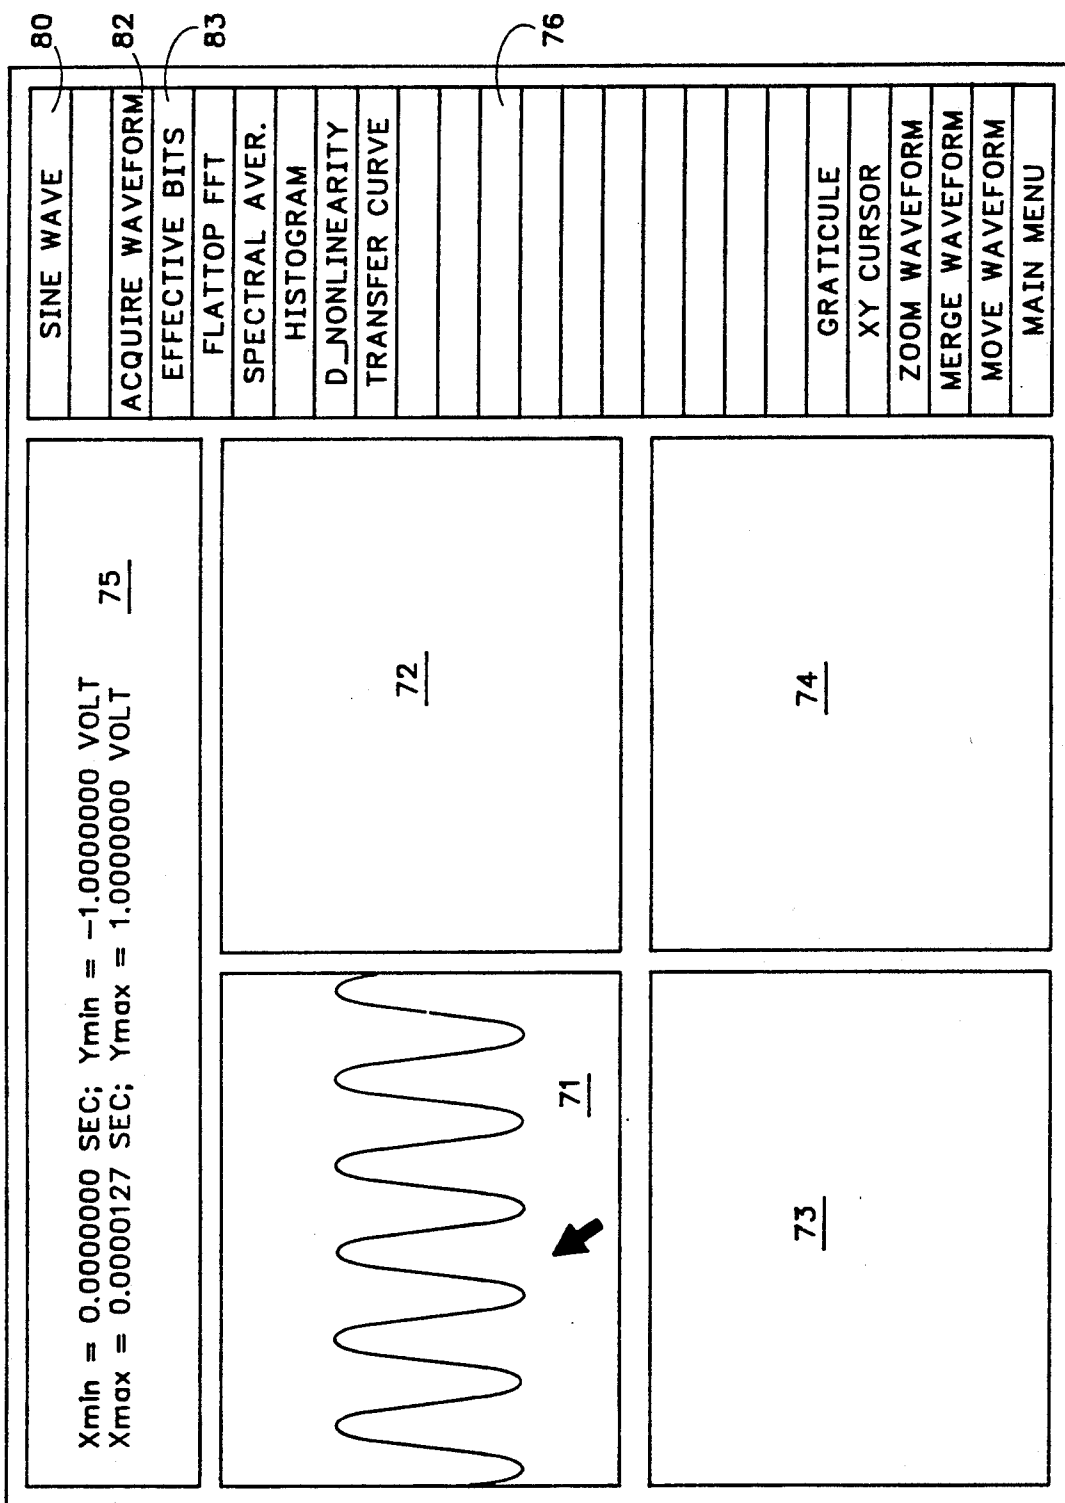 Xmin = 0.0000000 SEC; Ymin = −1.0000000 VOLT
Xmax = 0.0000127 SEC; Ymax = 1.0000000 VOLT
75
71
72
73
74
SINE WAVE
80
ACQUIRE WAVEFORM
82
EFFECTIVE BITS
83
FLATTOP FFT
SPECTRAL AVER.
HISTOGRAM
D_NONLINEARITY
TRANSFER CURVE
76
GRATICULE
XY CURSOR
ZOOM WAVEFORM
MERGE WAVEFORM
MOVE WAVEFORM
MAIN MENU